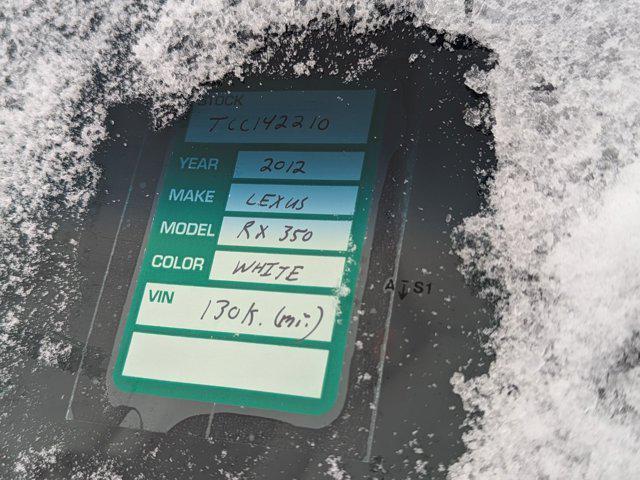 STOCK
TCC142210
YEAR 2012
MAKE LEXUS
MODEL RX 350
COLOR WHITE
VIN 130K. (mi.)
AS1